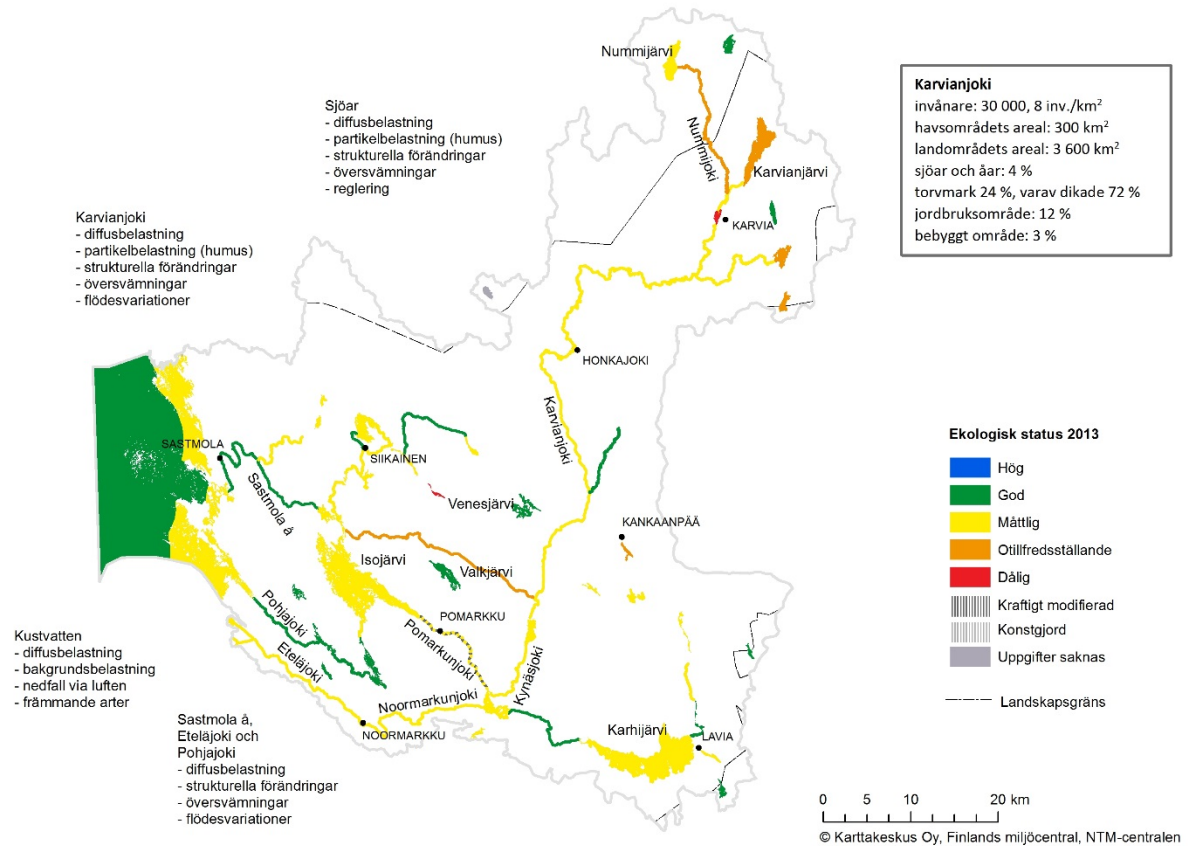 Nummijärvi
Nummijoki
Karvianjärvi
KARVIA
Karvianjoki
invånare: 30 000, 8 inv./km²
havsområdets areal: 300 km²
landområdets areal: 3 600 km²
sjöar och åar: 4 %
torvmark 24 %, varav dikade 72 %
jordbruksområde: 12 %
bebyggt område: 3 %
Sjöar
- diffusbelastning
- partikelbelastning (humus)
- strukturella förändringar
- översvämningar
- reglering
Karvianjoki
- diffusbelastning
- partikelbelastning (humus)
- strukturella förändringar
- översvämningar
- flödesvariationer
HONKAJOKI
Karvianjoki
SASTMOLA
Sastmola å
SIIKAINEN
Venesjärvi
KANKAANPÄÄ
Isojärvi
Valkjärvi
Pohjajoki
POMARKKU
Pomarkunjoki
Eteläjoki
Noormarkunjoki
Kynäsjoki
NOORMARKKU
Karhijärvi
LAVIA
Kustvatten
- diffusbelastning
- bakgrundsbelastning
- nedfall via luften
- främmande arter
Sastmola å,
Eteläjoki och
Pohjajoki
- diffusbelastning
- strukturella förändringar
- översvämningar
- flödesvariationer
Ekologisk status 2013
Hög
God
Måttlig
Otillfredsställande
Dålig
Kraftigt modifierad
Konstgjord
Uppgifter saknas
Landskapsgräns
0 5 10 20 km
© Karttakeskus Oy, Finlands miljöcentral, NTM-centralen